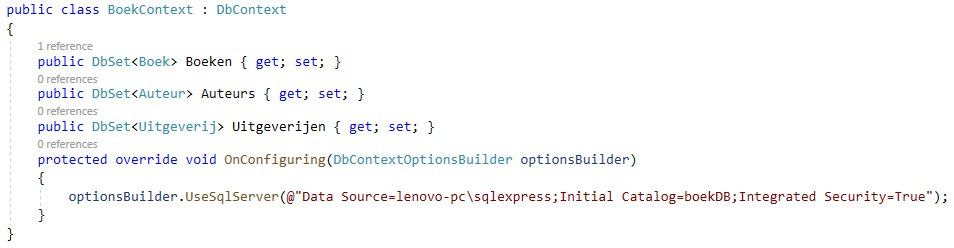 public class BoekContext : DbContext
{
1 reference
public DbSet<Boek> Boeken { get; set; }
0 references
public DbSet<Auteur> Auteurs { get; set; }
0 references
public DbSet<Uitgeverij> Uitgeverijen { get; set; }
0 references
protected override void OnConfiguring(DbContextOptionsBuilder optionsBuilder)
{
optionsBuilder.UseSqlServer(@"Data Source=lenovo-pc\sqlexpress;Initial Catalog=boekDB;Integrated Security=True");
}
}